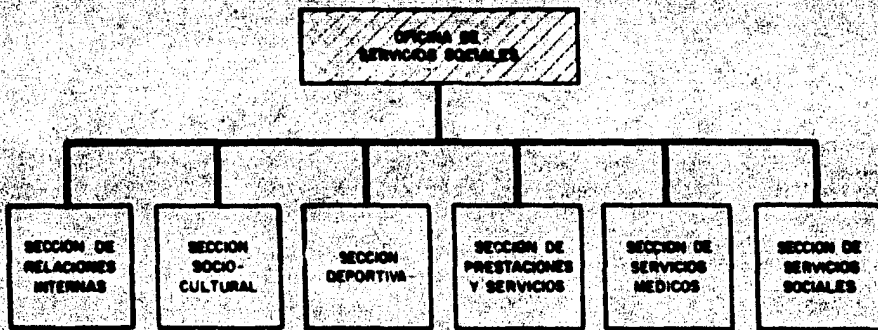 OFICINA DE
SERVICIOS SOCIALES
SECCION DE
RELACIONES
INTERNAS
SECCION
SOCIO-
CULTURAL
SECCION
DEPORTIVA
SECCION DE
PRESTACIONES
Y SERVICIOS
SECCION DE
SERVICIOS
MEDICOS
SECCION DE
SERVICIOS
SOCIALES